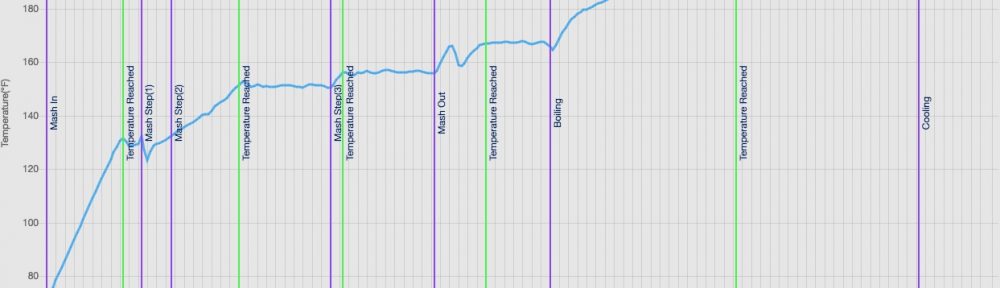 180
160
140
120
100
80
Temperature(°F)
Mash In
Temperature Reached
Mash Step(1)
Mash Step(2)
Temperature Reached
Mash Step(3)
Temperature Reached
Mash Out
Temperature Reached
Boiling
Temperature Reached
Cooling